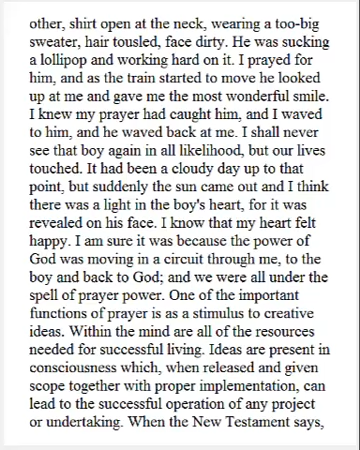 other, shirt open at the neck, wearing a too-big
sweater, hair tousled, face dirty. He was sucking
a lollipop and working hard on it. I prayed for
him, and as the train started to move he looked
up at me and gave me the most wonderful smile.
I knew my prayer had caught him, and I waved
to him, and he waved back at me. I shall never
see that boy again in all likelihood, but our lives
touched. It had been a cloudy day up to that
point, but suddenly the sun came out and I think
there was a light in the boy's heart, for it was
revealed on his face. I know that my heart felt
happy. I am sure it was because the power of
God was moving in a circuit through me, to the
boy and back to God; and we were all under the
spell of prayer power. One of the important
functions of prayer is as a stimulus to creative
ideas. Within the mind are all of the resources
needed for successful living. Ideas are present in
consciousness which, when released and given
scope together with proper implementation, can
lead to the successful operation of any project
or undertaking. When the New Testament says,